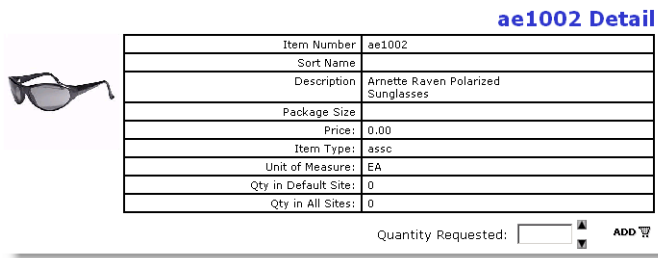 ae1002 Detail
Item Number ae1002
Sort Name
Description Arnette Raven Polarized
Sunglasses
Package Size
Price: 0.00
Item Type: assc
Unit of Measure: EA
Qty in Default Site: 0
Qty in All Sites: 0
Quantity Requested: ADD